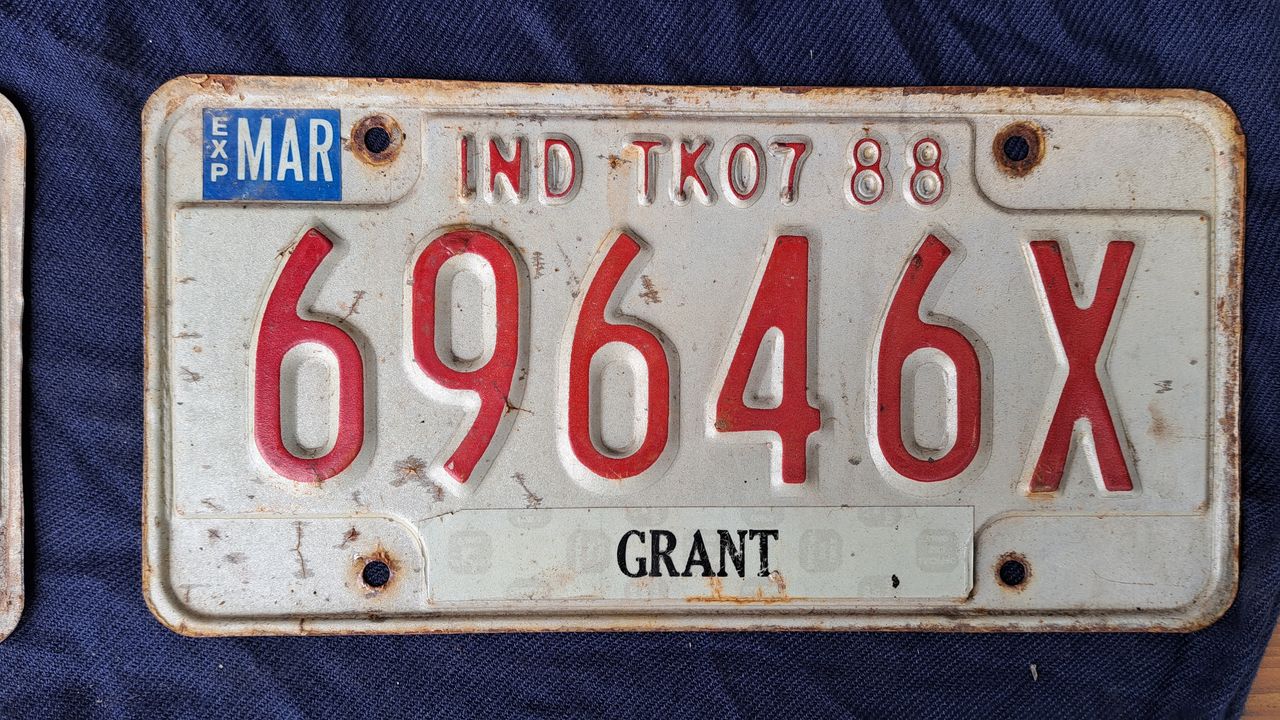 EXP MAR
IND TK07 88
69646X
GRANT